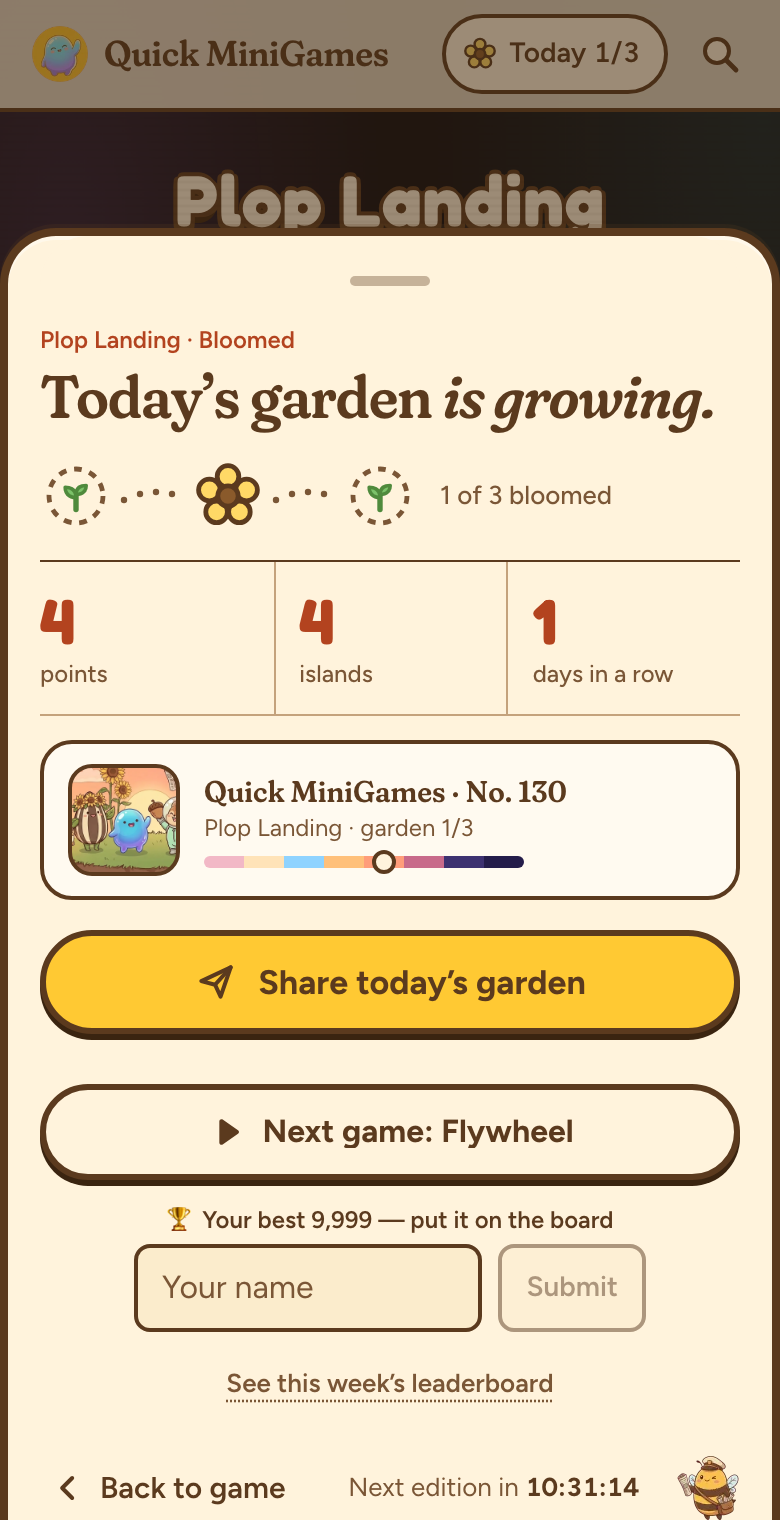 Quick MiniGames
Today 1/3
Plop Landing
Plop Landing · Bloomed
Today’s garden is growing.
1 of 3 bloomed
4
points
4
islands
1
days in a row
Quick MiniGames · No. 130
Plop Landing · garden 1/3
Share today’s garden
Next game: Flywheel
Your best 9,999 — put it on the board
Your name
Submit
See this week’s leaderboard
Back to game
Next edition in 10:31:14